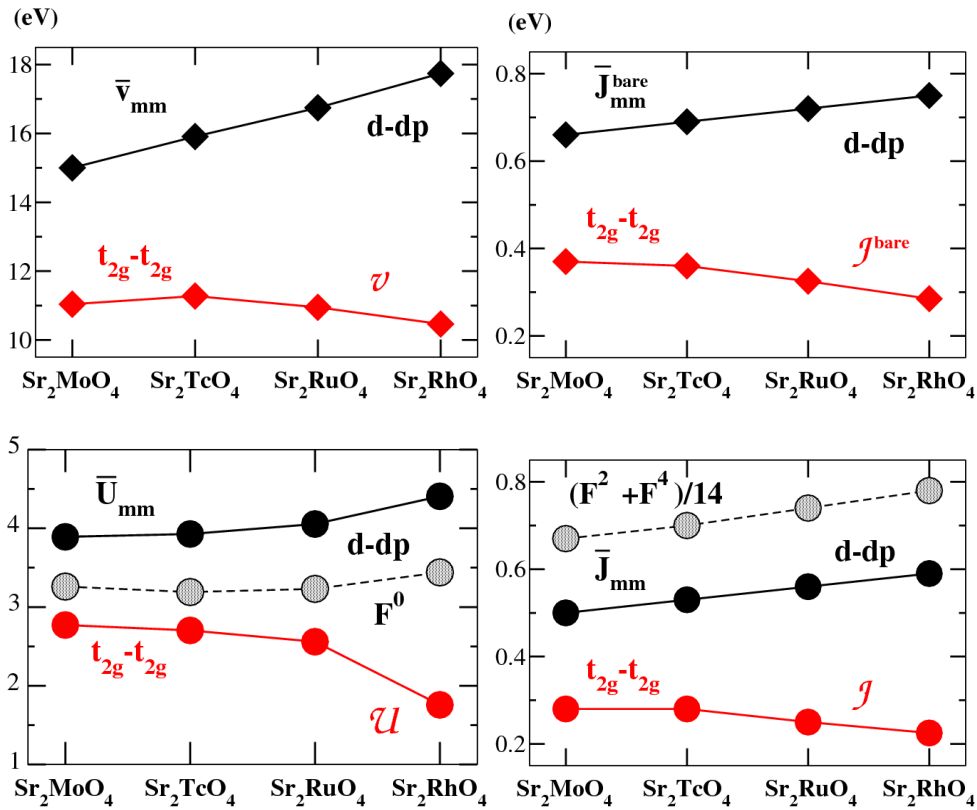 (eV)
18
16
14
12
10
v̄mm
d-dp
t2g-t2g
𝓋
Sr2MoO4 Sr2TcO4 Sr2RuO4 Sr2RhO4
(eV)
0.8
0.6
0.4
0.2
J̄mm^bare
d-dp
t2g-t2g
𝒥^bare
Sr2MoO4 Sr2TcO4 Sr2RuO4 Sr2RhO4
5
4
3
2
1
Ūmm
d-dp
F^0
t2g-t2g
𝒰
Sr2MoO4 Sr2TcO4 Sr2RuO4 Sr2RhO4
0.8
0.6
0.4
0.2
(F^2 +F^4)/14
d-dp
J̄mm
t2g-t2g
𝒥
Sr2MoO4 Sr2TcO4 Sr2RuO4 Sr2RhO4